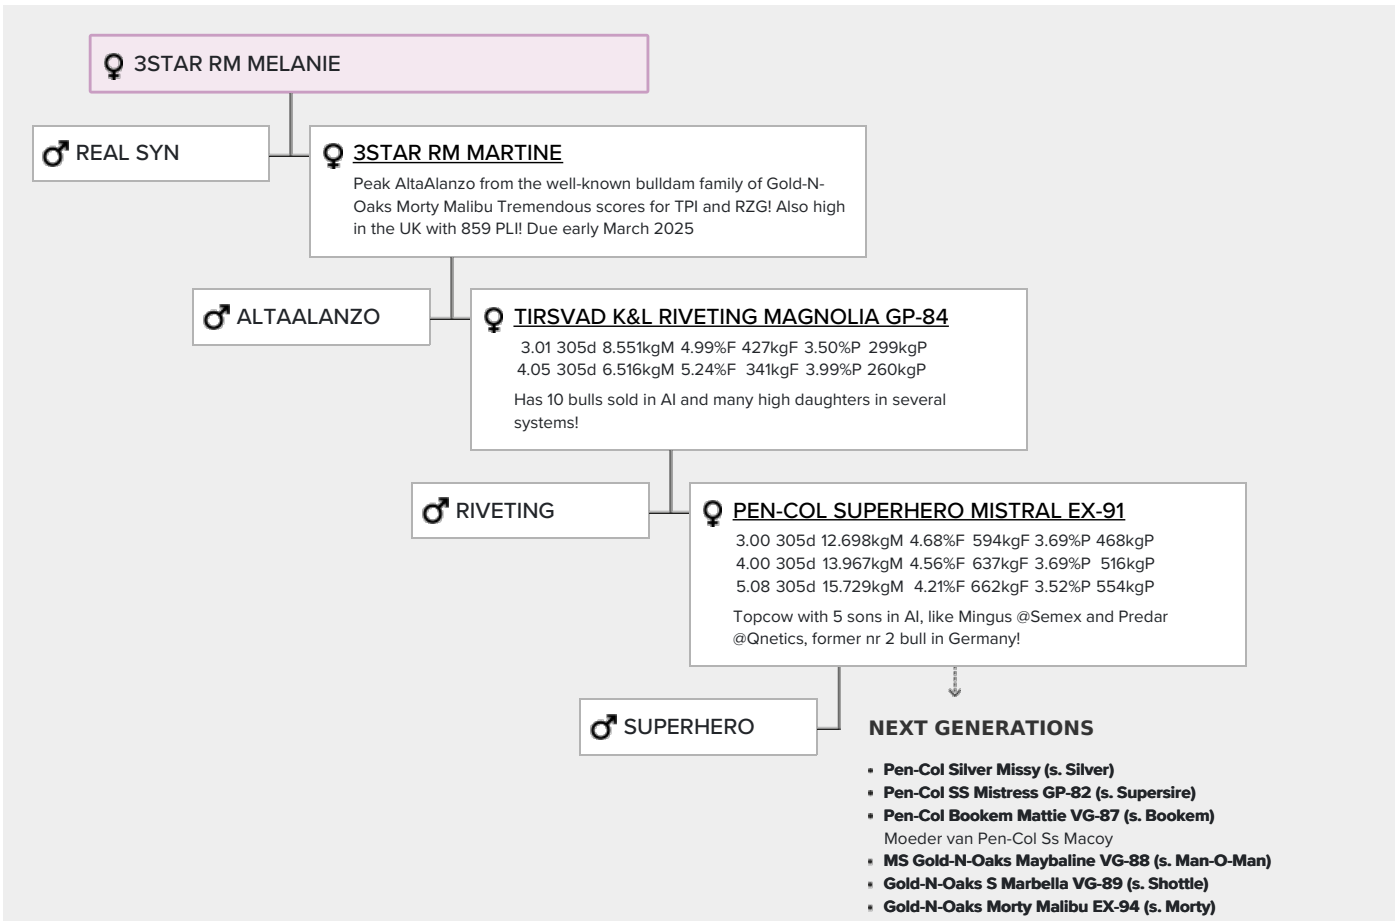 3STAR RM MELANIE
REAL SYN
3STAR RM MARTINE
Peak AltaAlanzo from the well-known bulldam family of Gold-N-
Oaks Morty Malibu Tremendous scores for TPI and RZG! Also high
in the UK with 859 PLI! Due early March 2025
ALTAALANZO
TIRSVAD K&L RIVETING MAGNOLIA GP-84
3.01 305d 8.551kgM 4.99%F 427kgF 3.50%P 299kgP
4.05 305d 6.516kgM 5.24%F 341kgF 3.99%P 260kgP
Has 10 bulls sold in AI and many high daughters in several
systems!
RIVETING
PEN-COL SUPERHERO MISTRAL EX-91
3.00 305d 12.698kgM 4.68%F 594kgF 3.69%P 468kgP
4.00 305d 13.967kgM 4.56%F 637kgF 3.69%P 516kgP
5.08 305d 15.729kgM 4.21%F 662kgF 3.52%P 554kgP
Topcow with 5 sons in AI, like Mingus @Semex and Predar
@Qnetics, former nr 2 bull in Germany!
SUPERHERO
NEXT GENERATIONS
Pen-Col Silver Missy (s. Silver)
Pen-Col SS Mistress GP-82 (s. Supersire)
Pen-Col Bookem Mattie VG-87 (s. Bookem)
Moeder van Pen-Col Ss Macoy
MS Gold-N-Oaks Maybaline VG-88 (s. Man-O-Man)
Gold-N-Oaks S Marbella VG-89 (s. Shottle)
Gold-N-Oaks Morty Malibu EX-94 (s. Morty)